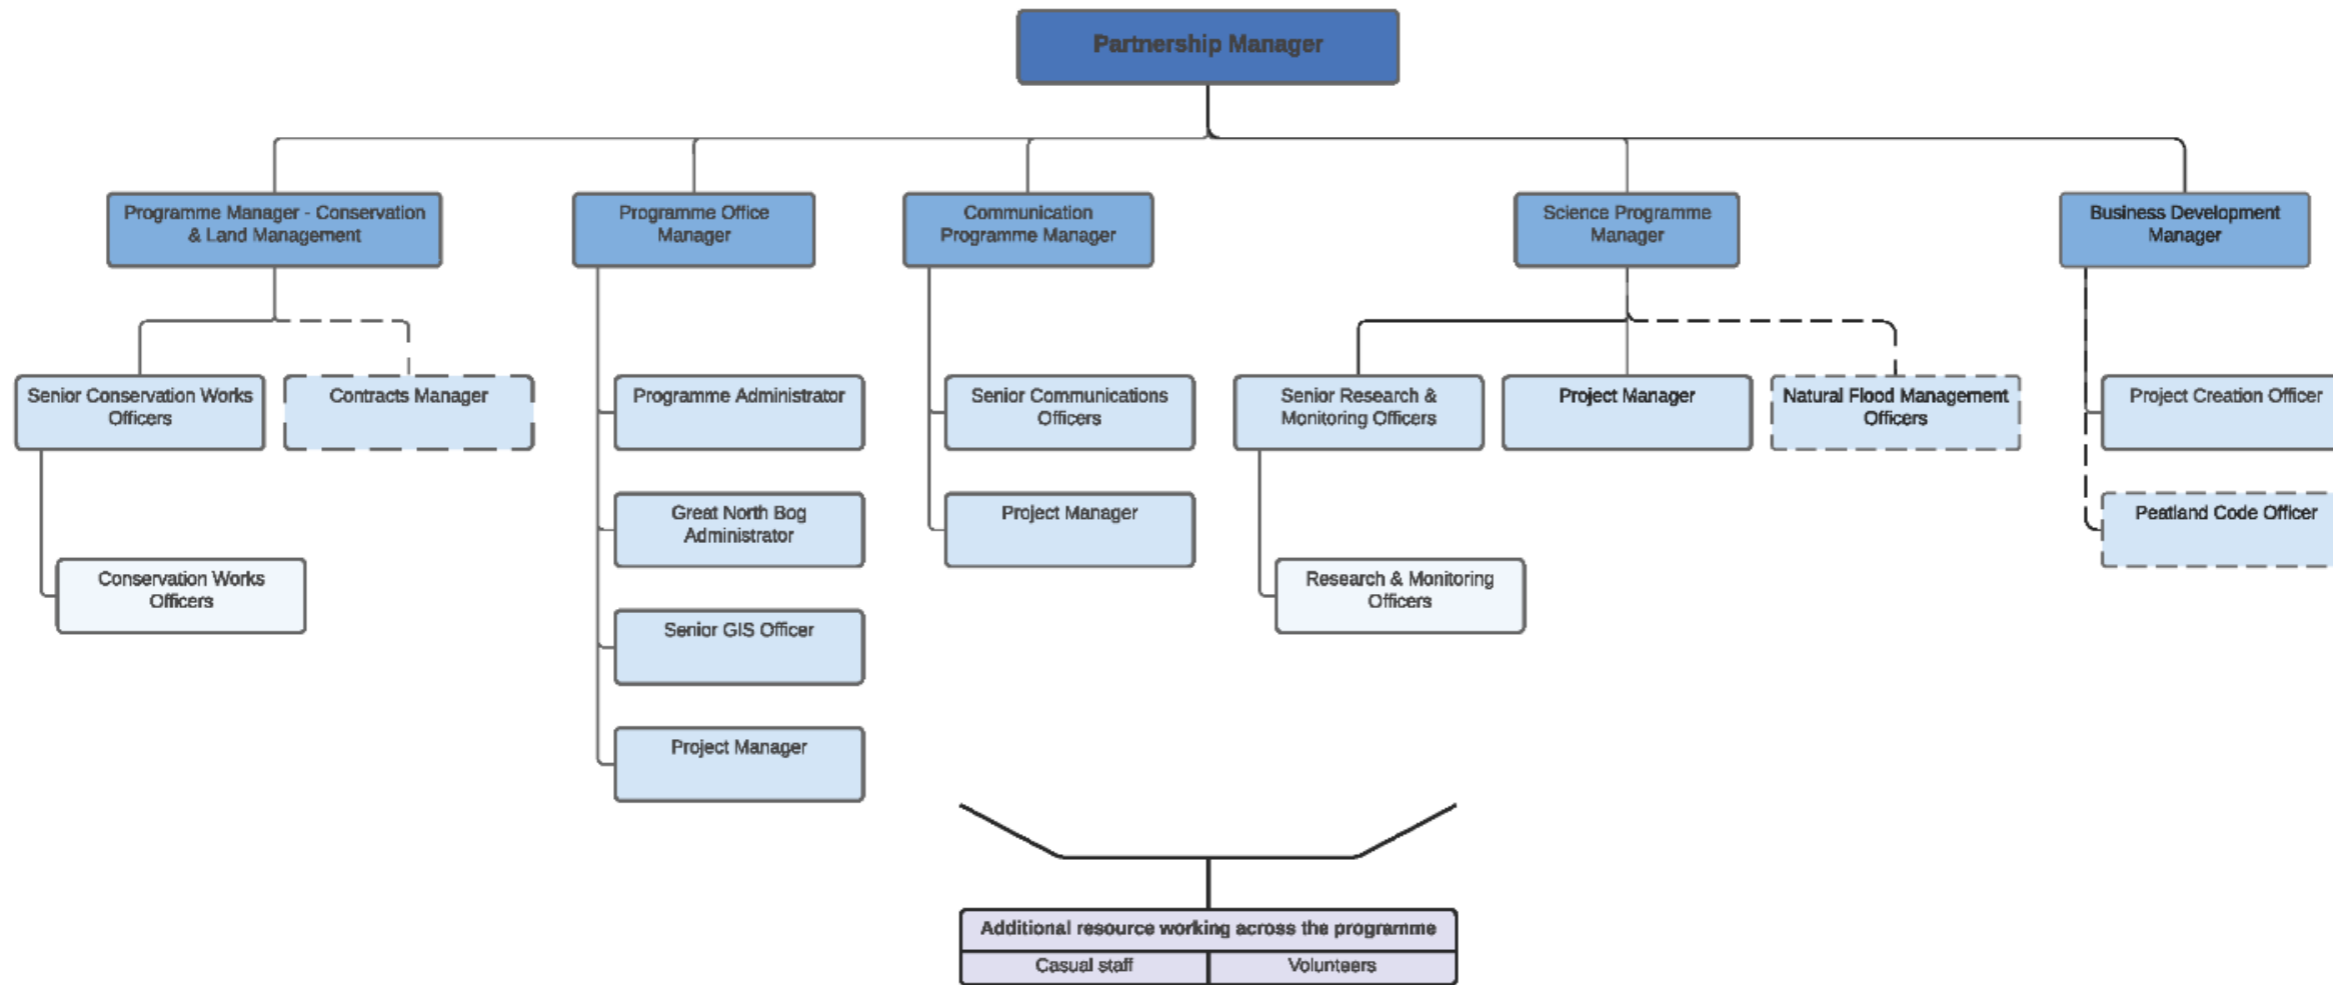 Partnership Manager
Programme Manager - Conservation
& Land Management
Programme Office
Manager
Communication
Programme Manager
Science Programme
Manager
Business Development
Manager
Senior Conservation Works
Officers
Contracts Manager
Programme Administrator
Senior Communications
Officers
Senior Research &
Monitoring Officers
Project Manager
Natural Flood Management
Officers
Project Creation Officer
Great North Bog
Administrator
Project Manager
Peatland Code Officer
Conservation Works
Officers
Research & Monitoring
Officers
Senior GIS Officer
Project Manager
Additional resource working across the programme
Casual staff
Volunteers